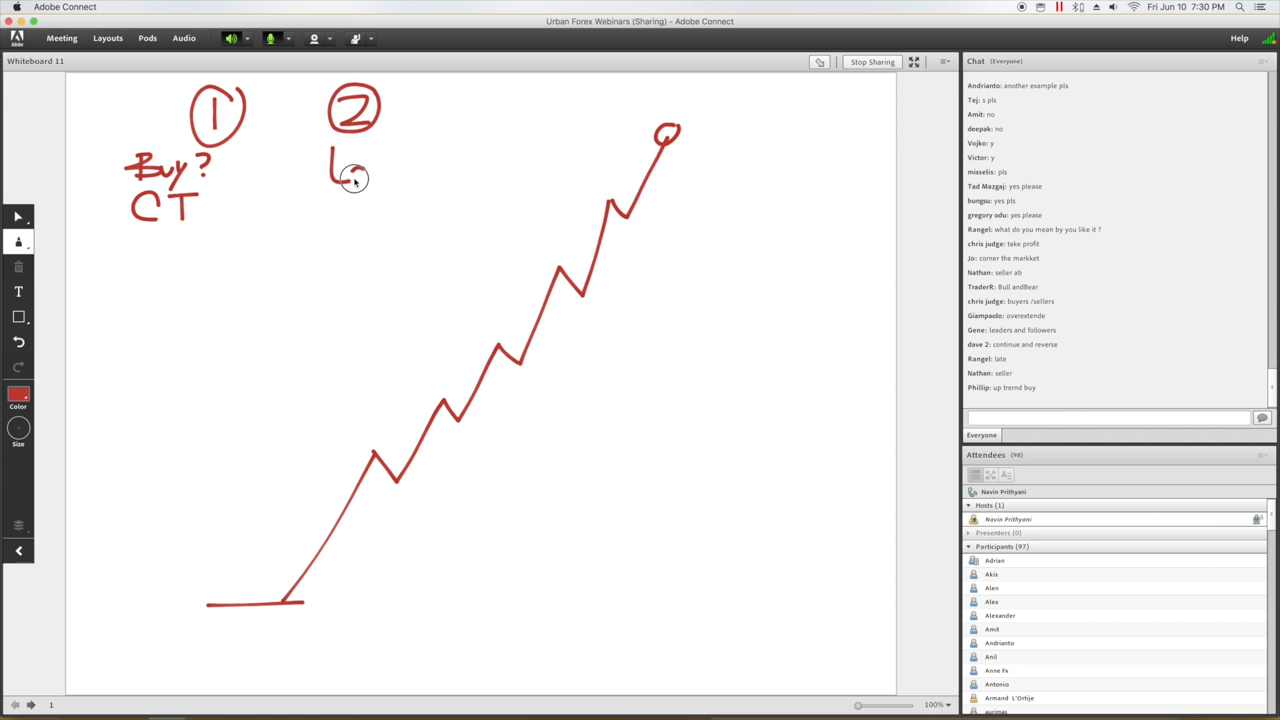 Adobe Connect
Fri Jun 10 7:30 PM
Urban Forex Webinars (Sharing) - Adobe Connect
Adobe
Meeting Layouts Pods Audio Help
Whiteboard 11
Stop Sharing
1 2
Buy?
CT
Color
Size
1
100%
Chat (Everyone)
Andrianto: another example pls
Tej: s pls
Amit: no
deepak: no
Vojko: y
Victor: y
misselis: pls
Tad Mazgaj: yes please
bungsu: yes pls
gregory odu: yes please
Rangel: what do you mean by you like it ?
chris judge: take profit
Jo: corner the markket
Nathan: seller ab
TraderR: Bull andBear
chris judge: buyers /sellers
Giampaolo: overextende
Gene: leaders and followers
dave 2: continue and reverse
Rangel: late
Nathan: seller
Phillip: up trernd buy
Everyone
Attendees (98)
Navin Prithyani
Hosts (1)
Navin Prithyani
Presenters (0)
Participants (97)
Adrian
Akis
Alen
Alex
Alexander
Amit
Andrianto
Anil
Anne Fx
Antonio
Armand L'Ortije
aurimas